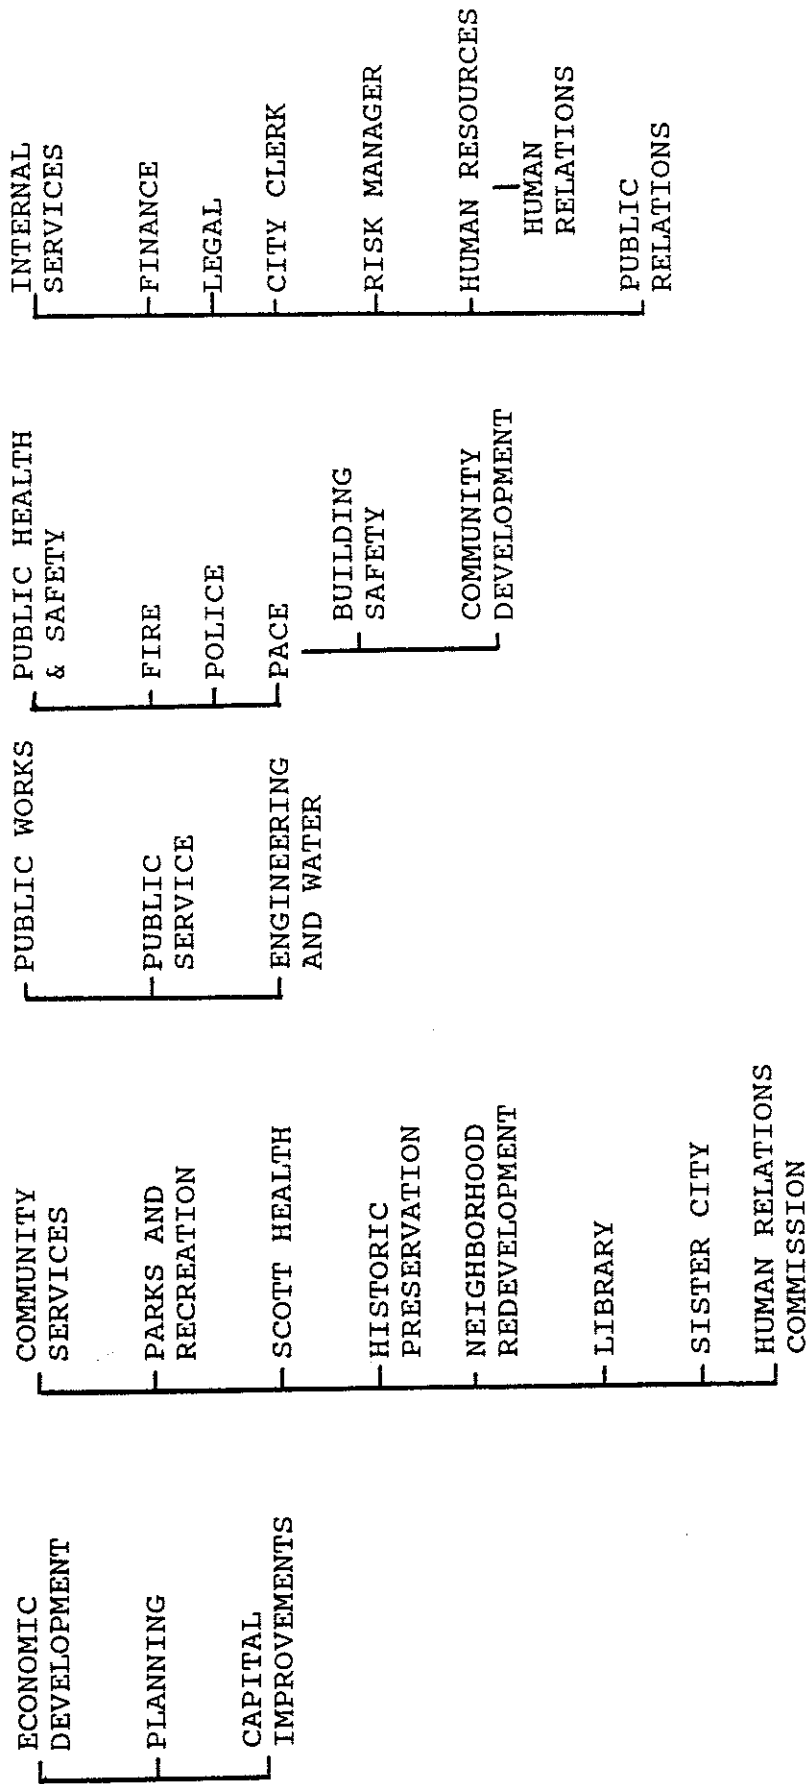 ECONOMIC
DEVELOPMENT
PLANNING
CAPITAL
IMPROVEMENTS
COMMUNITY
SERVICES
PARKS AND
RECREATION
SCOTT HEALTH
HISTORIC
PRESERVATION
NEIGHBORHOOD
REDEVELOPMENT
LIBRARY
SISTER CITY
HUMAN RELATIONS
COMMISSION
PUBLIC WORKS
PUBLIC
SERVICE
ENGINEERING
AND WATER
PUBLIC HEALTH
& SAFETY
FIRE
POLICE
PACE
BUILDING
SAFETY
COMMUNITY
DEVELOPMENT
INTERNAL
SERVICES
FINANCE
LEGAL
CITY CLERK
RISK MANAGER
HUMAN RESOURCES
HUMAN
RELATIONS
PUBLIC
RELATIONS